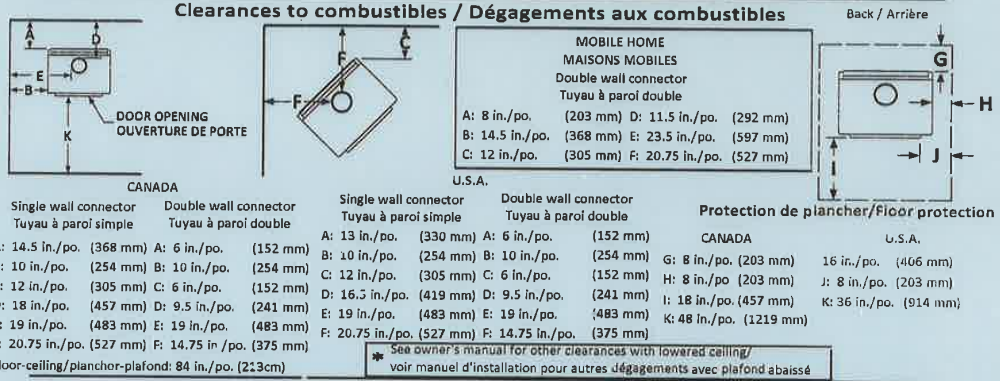 Clearances to combustibles / Dégagements aux combustibles
Back / Arrière
A
D
E
B
K
DOOR OPENING
OUVERTURE DE PORTE
F
C
F
MOBILE HOME
MAISONS MOBILES
Double wall connector
Tuyau à paroi double
A: 8 in./po. (203 mm) D: 11.5 in./po. (292 mm)
B: 14.5 in./po. (368 mm) E: 23.5 in./po. (597 mm)
C: 12 in./po. (305 mm) F: 20.75 in./po. (527 mm)
G
H
I
J
CANADA
Single wall connector Double wall connector
Tuyau à paroi simple Tuyau à paroi double
: 14.5 in./po. (368 mm) A: 6 in./po. (152 mm)
: 10 in./po. (254 mm) B: 10 in./po. (254 mm)
: 12 in./po. (305 mm) C: 6 in./po. (152 mm)
: 18 in./po. (457 mm) D: 9.5 in./po. (241 mm)
: 19 in./po. (483 mm) E: 19 in./po. (483 mm)
20.75 in./po. (527 mm) F: 14.75 in /po. (375 mm)
oor-ceiling/plancher-plafond: 84 in./po. (213cm)
U.S.A.
Single wall connector Double wall connector
Tuyau à paroi simple Tuyau à paroi double
A: 13 in./po. (330 mm) A: 6 in./po. (152 mm)
B: 10 in./po. (254 mm) B: 10 in./po. (254 mm)
C: 12 in./po. (305 mm) C: 6 in./po. (152 mm)
D: 16.5 in./po. (419 mm) D: 9.5 in./po. (241 mm)
E: 19 in./po. (483 mm) E: 19 in./po. (483 mm)
F: 20.75 in./po. (527 mm) F: 14.75 in./po. (375 mm)
Protection de plancher/Floor protection
CANADA U.S.A.
G: 8 in./po (203 mm) 16 in./po. (406 mm)
H: 8 in./po (203 mm) J: 8 in./po. (203 mm)
I: 18 in./po. (457 mm) K: 36 in./po. (914 mm)
K: 48 in./po. (1219 mm)
* See owner's manual for other clearances with lowered ceiling/
voir manuel d'installation pour autres dégagements avec plafond abaissé